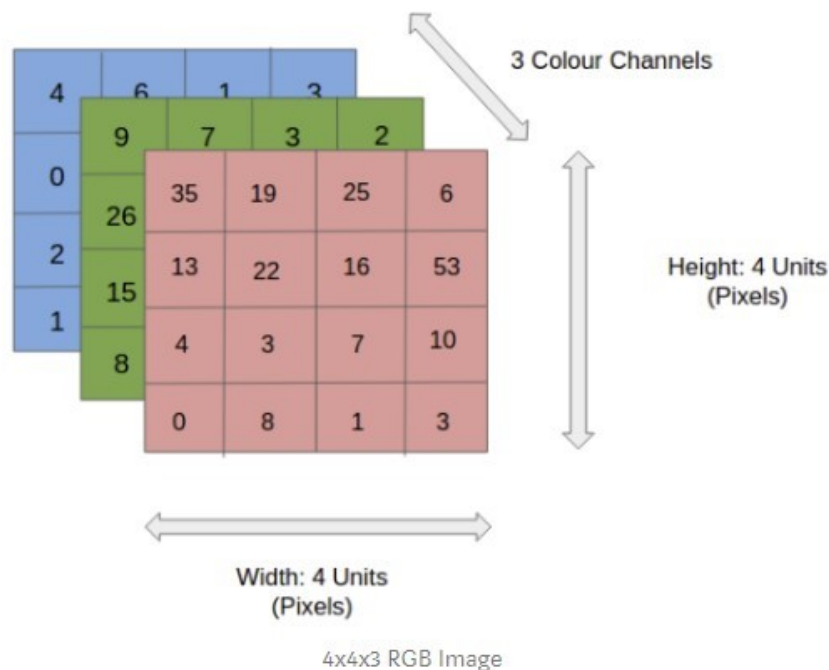 3 Colour Channels
4 6 1 3
9 7 3 2
0
35 19 25 6
26
13 22 16 53
2
15
4 3 7 10
1
8
0 8 1 3
Height: 4 Units
(Pixels)
Width: 4 Units
(Pixels)
4x4x3 RGB Image